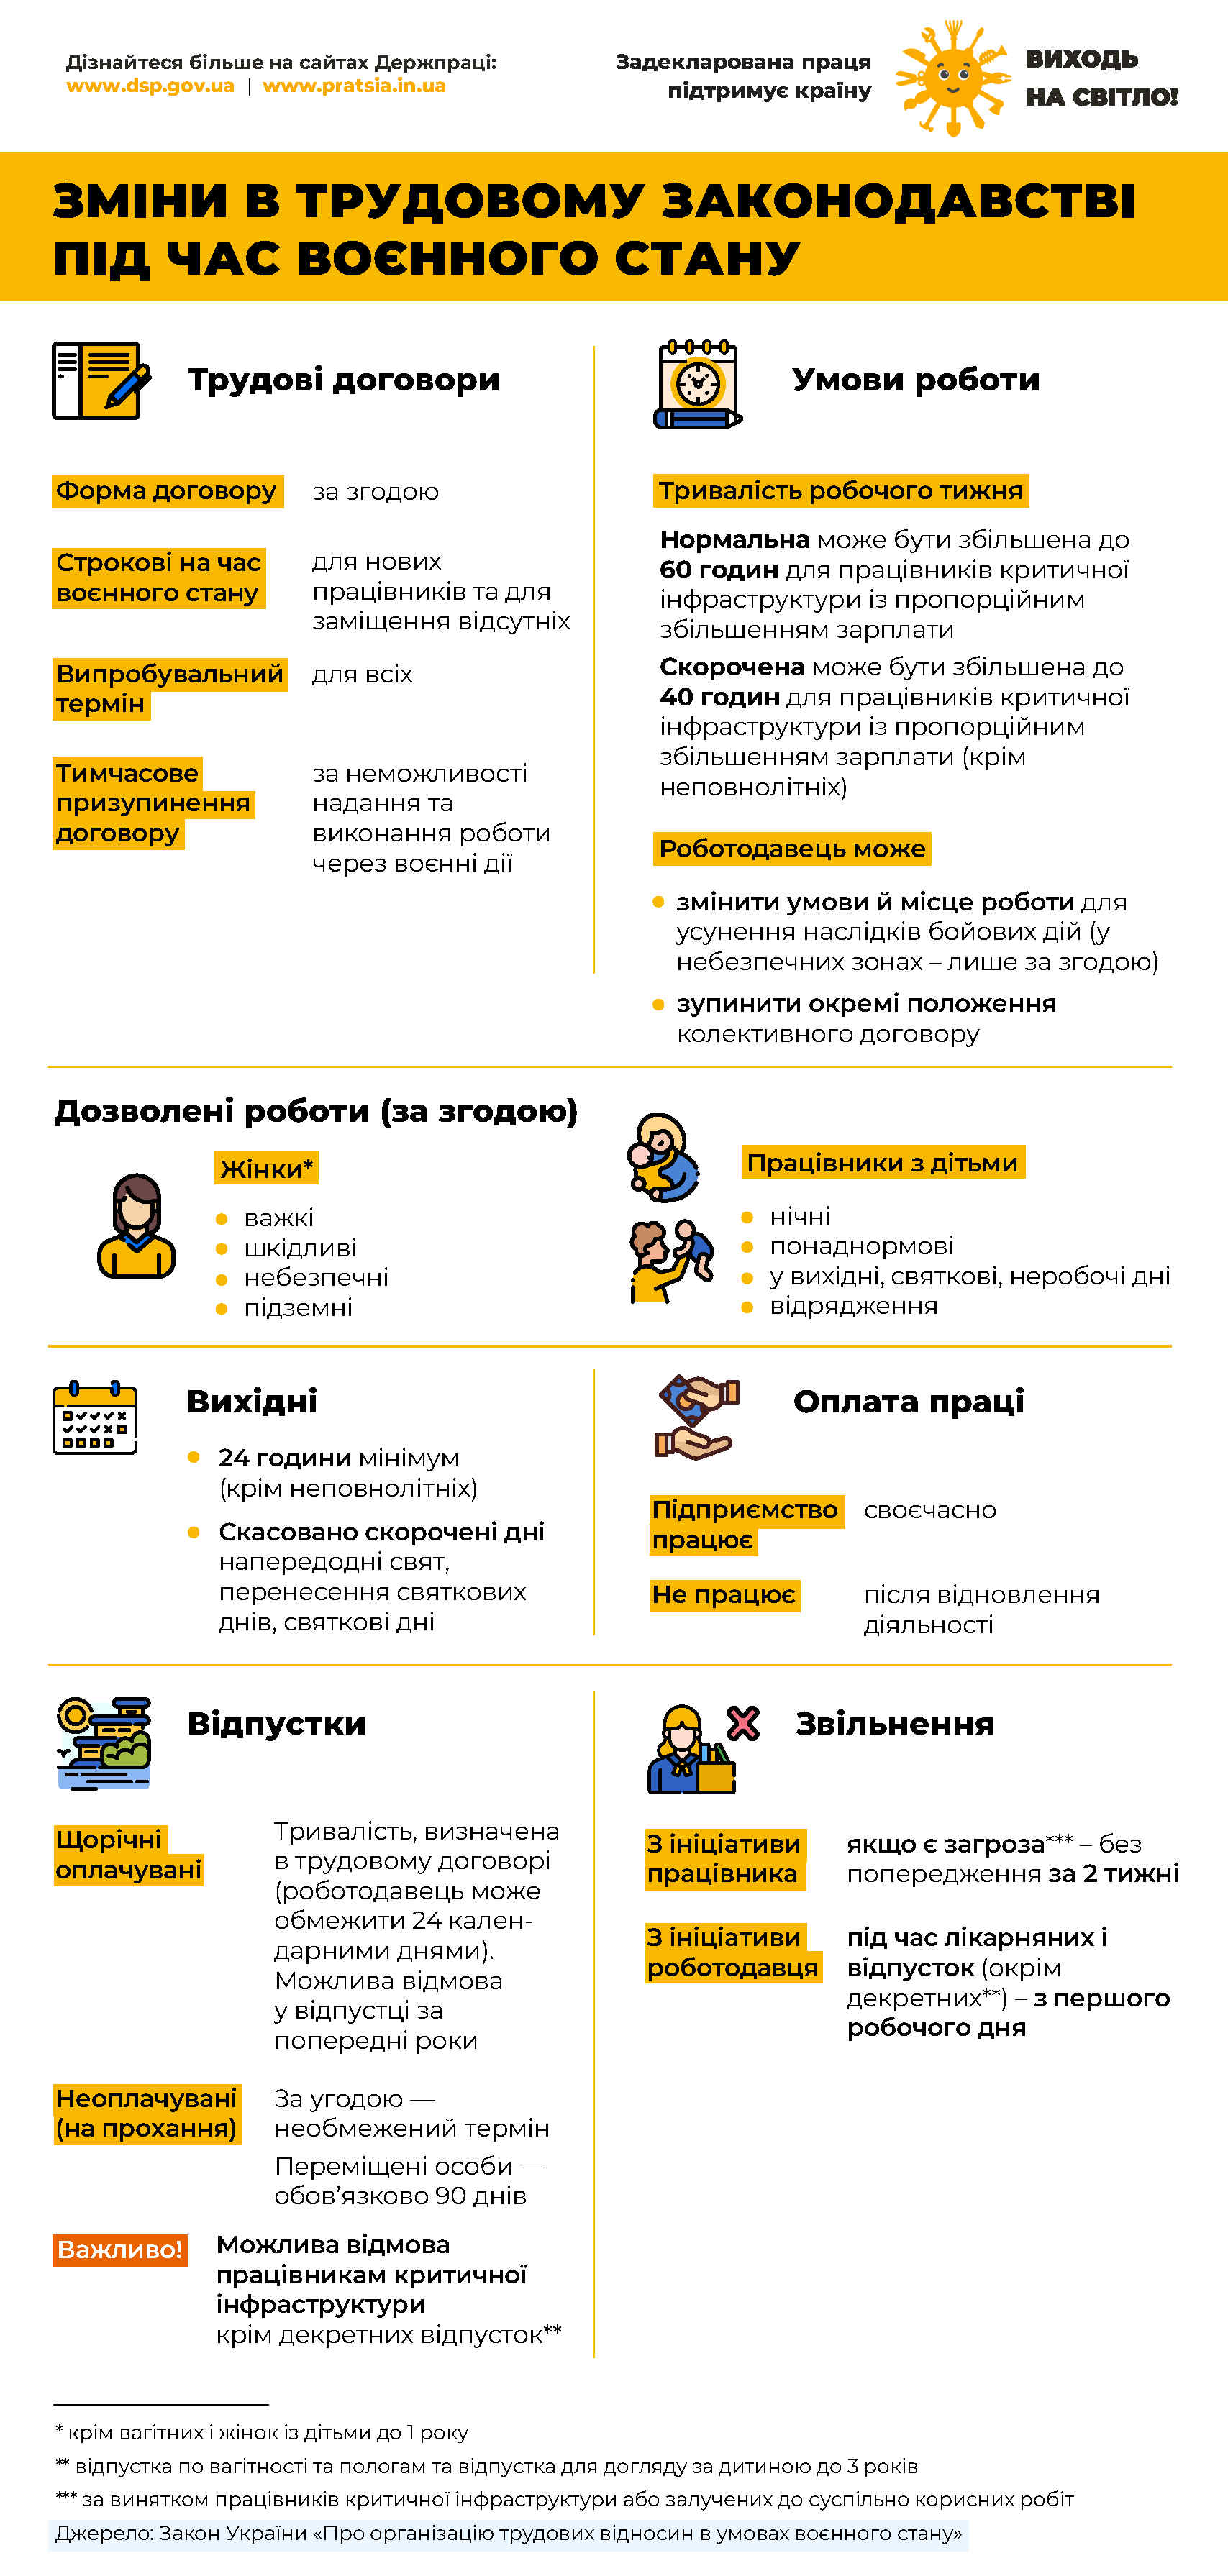 Дізнайтеся більше на сайтах Держпраці:
www.dsp.gov.ua | www.pratsia.in.ua
Задекларована праця
підтримує країну
ВИХОДЬ
НА СВІТЛО!
ЗМІНИ В ТРУДОВОМУ ЗАКОНОДАВСТВІ
ПІД ЧАС ВОЄННОГО СТАНУ
Трудові договори
Форма договору
за згодою
Строкові на час
воєнного стану
для нових
працівників та для
заміщення відсутніх
Випробувальний
термін
для всіх
Тимчасове
призупинення
договору
за неможливості
надання та
виконання роботи
через воєнні дії
Умови роботи
Тривалість робочого тижня
Нормальна може бути збільшена до
60 годин для працівників критичної
інфраструктури із пропорційним
збільшенням зарплати
Скорочена може бути збільшена до
40 годин для працівників критичної
інфраструктури із пропорційним
збільшенням зарплати (крім
неповнолітніх)
Роботодавець може
змінити умови й місце роботи для
усунення наслідків бойових дій (у
небезпечних зонах – лише за згодою)
зупинити окремі положення
колективного договору
Дозволені роботи (за згодою)
Жінки*
важкі
шкідливі
небезпечні
підземні
Працівники з дітьми
нічні
понаднормові
у вихідні, святкові, неробочі дні
відрядження
Вихідні
24 години мінімум
(крім неповнолітніх)
Скасовано скорочені дні
напередодні свят,
перенесення святкових
днів, святкові дні
Оплата праці
Підприємство
працює
своєчасно
Не працює
після відновлення
діяльності
Відпустки
Щорічні
оплачувані
Тривалість, визначена
в трудовому договорі
(роботодавець може
обмежити 24 кален-
дарними днями).
Можлива відмова
у відпустці за
попередні роки
Неоплачувані
(на прохання)
За угодою —
необмежений термін
Переміщені особи —
обов’язково 90 днів
Важливо!
Можлива відмова
працівникам критичної
інфраструктури
крім декретних відпусток**
Звільнення
З ініціативи
працівника
якщо є загроза*** – без
попередження за 2 тижні
З ініціативи
роботодавця
під час лікарняних і
відпусток (окрім
декретних**) – з першого
робочого дня
* крім вагітних і жінок із дітьми до 1 року
** відпустка по вагітності та пологам та відпустка для догляду за дитиною до 3 років
*** за винятком працівників критичної інфраструктури або залучених до суспільно корисних робіт
Джерело: Закон України «Про організацію трудових відносин в умовах воєнного стану»